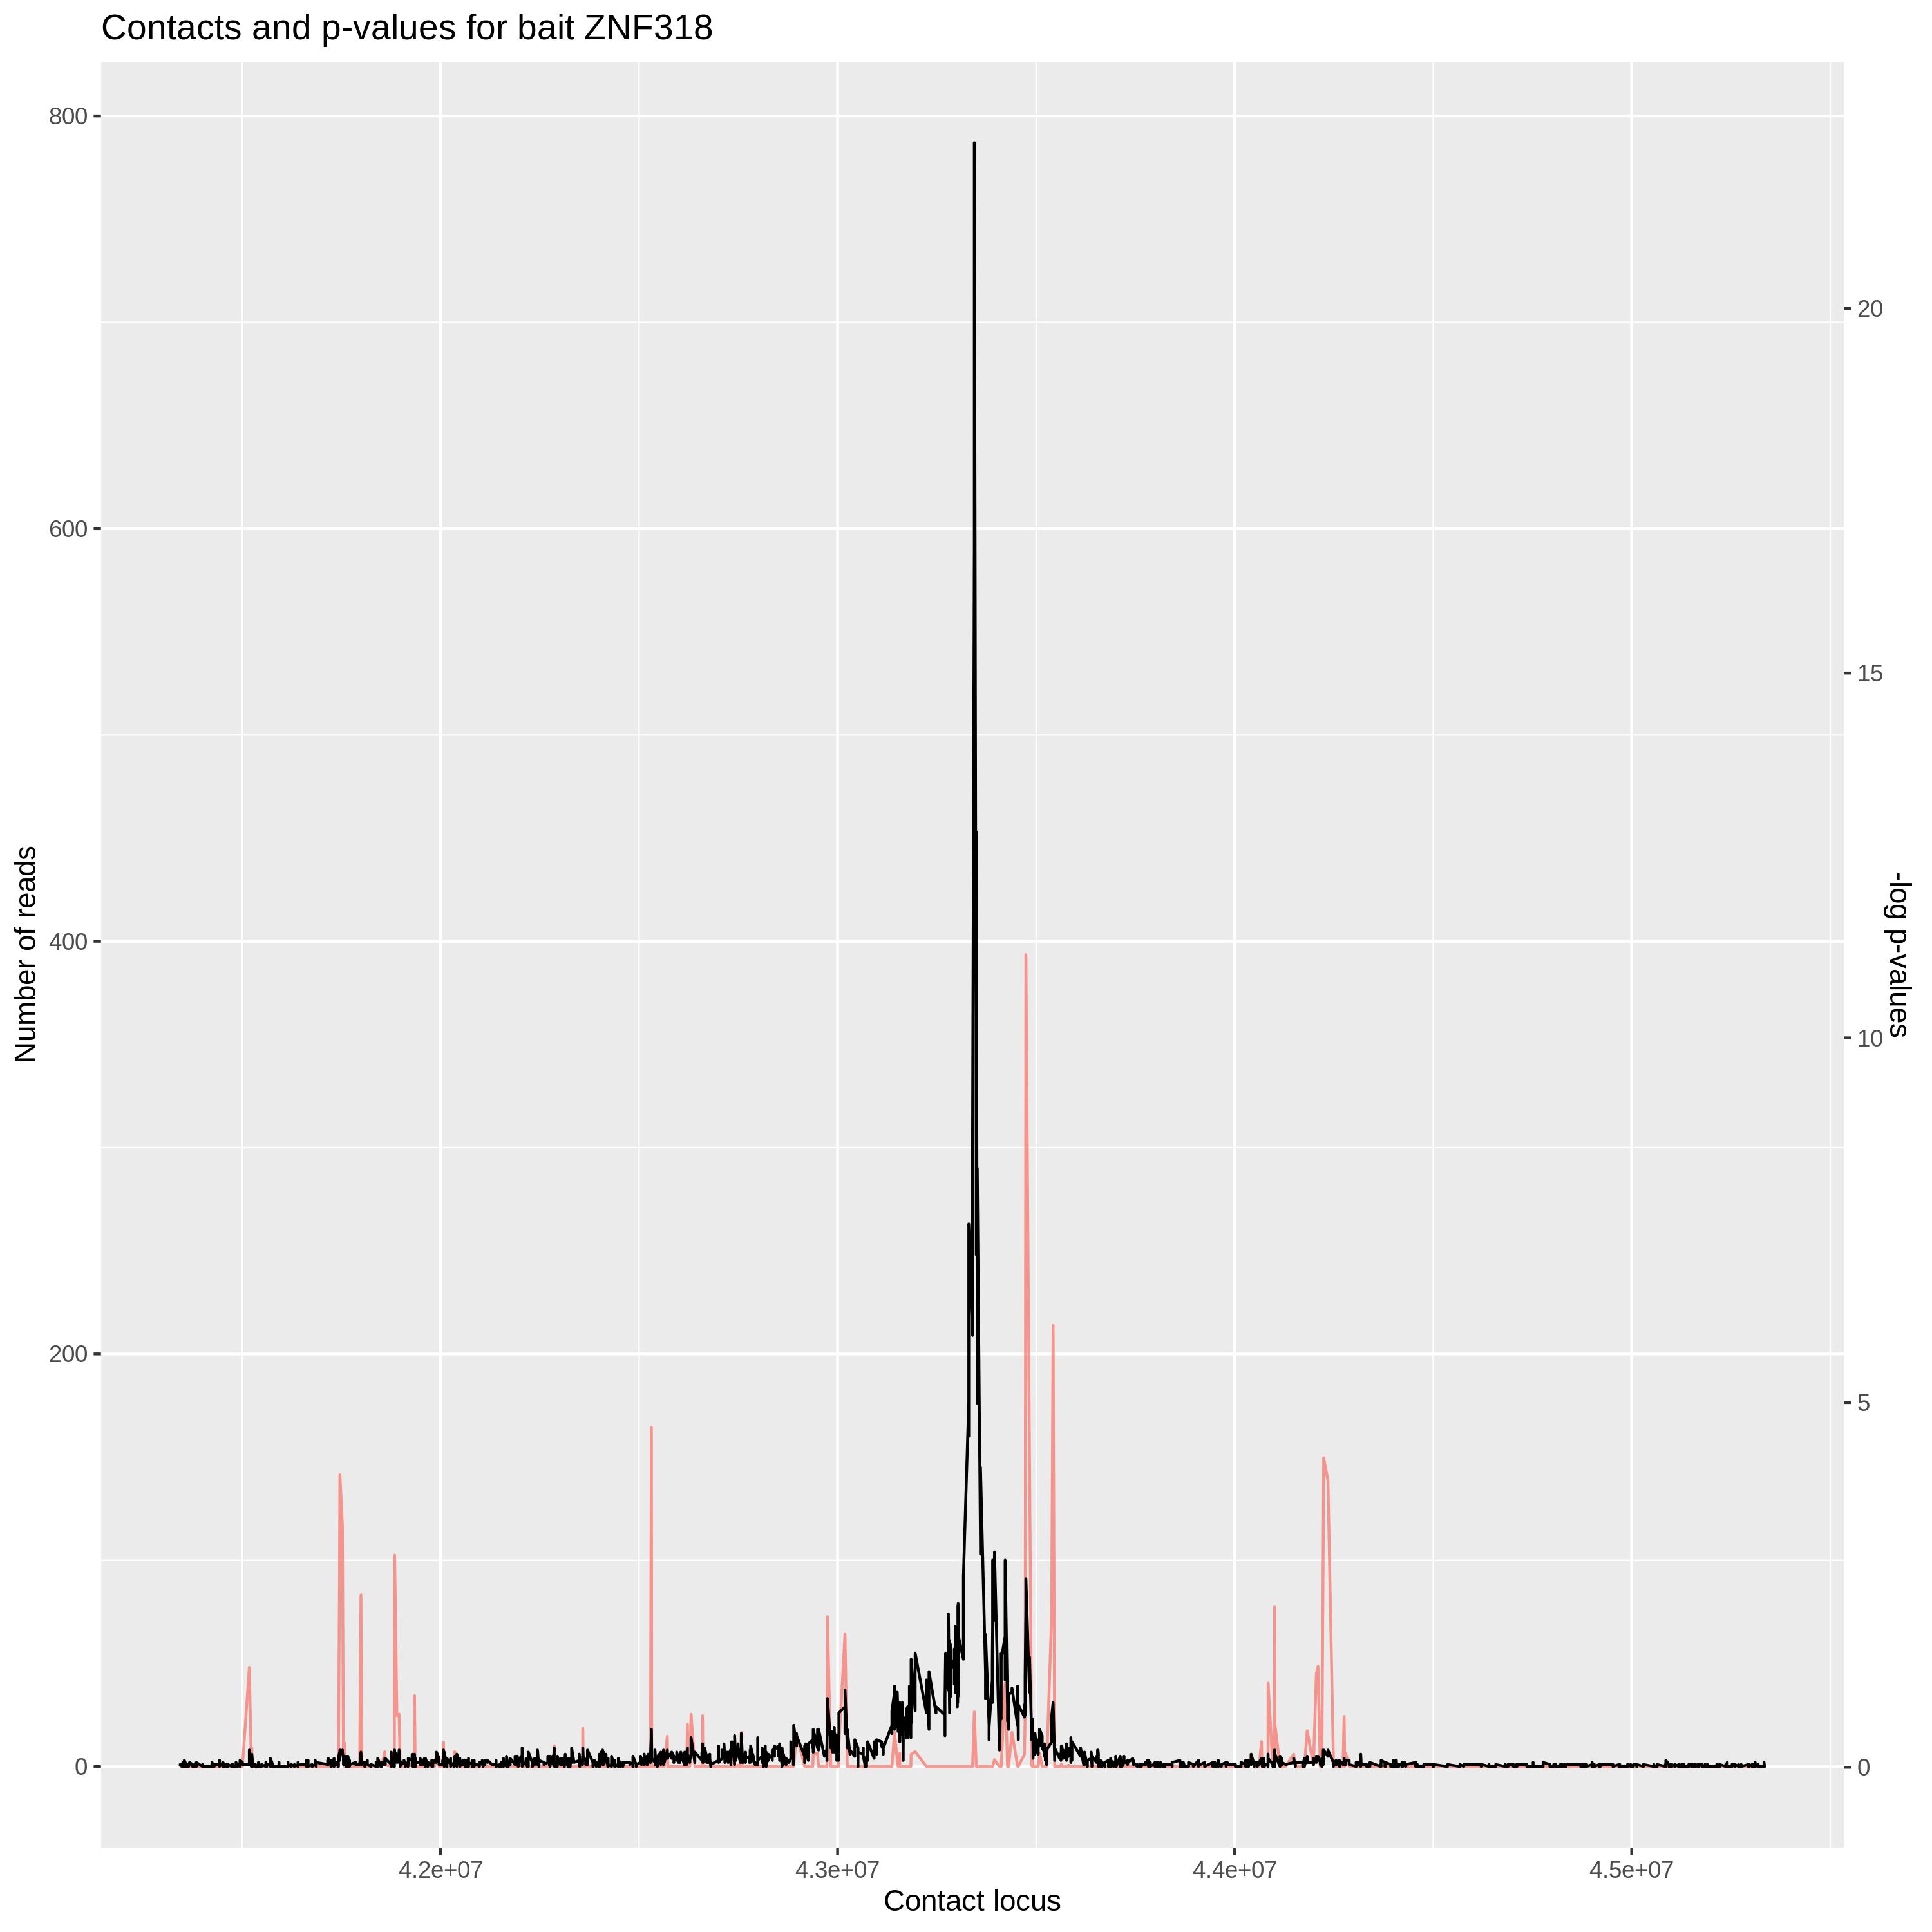 Contacts and p-values for bait ZNF318
800
600
400
200
0
Number of reads
20
15
10
5
0
-log p-values
4.2e+07
4.3e+07
4.4e+07
4.5e+07
Contact locus